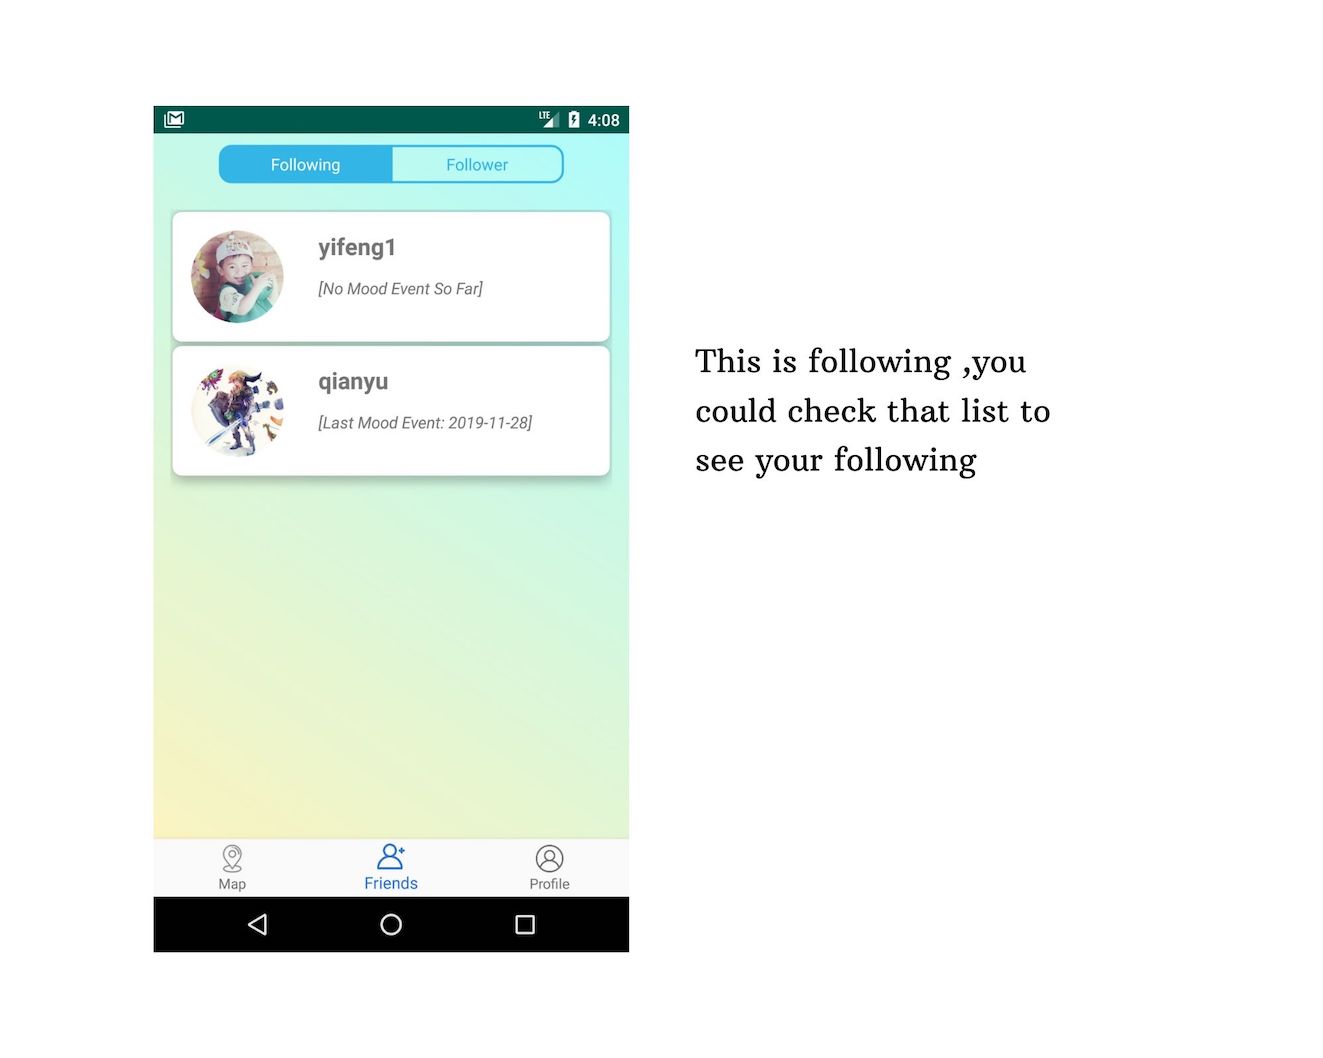 LTE 4:08
Following Follower
yifeng1
[No Mood Event So Far]
qianyu
[Last Mood Event: 2019-11-28]
Map Friends Profile
This is following ,you
could check that list to
see your following